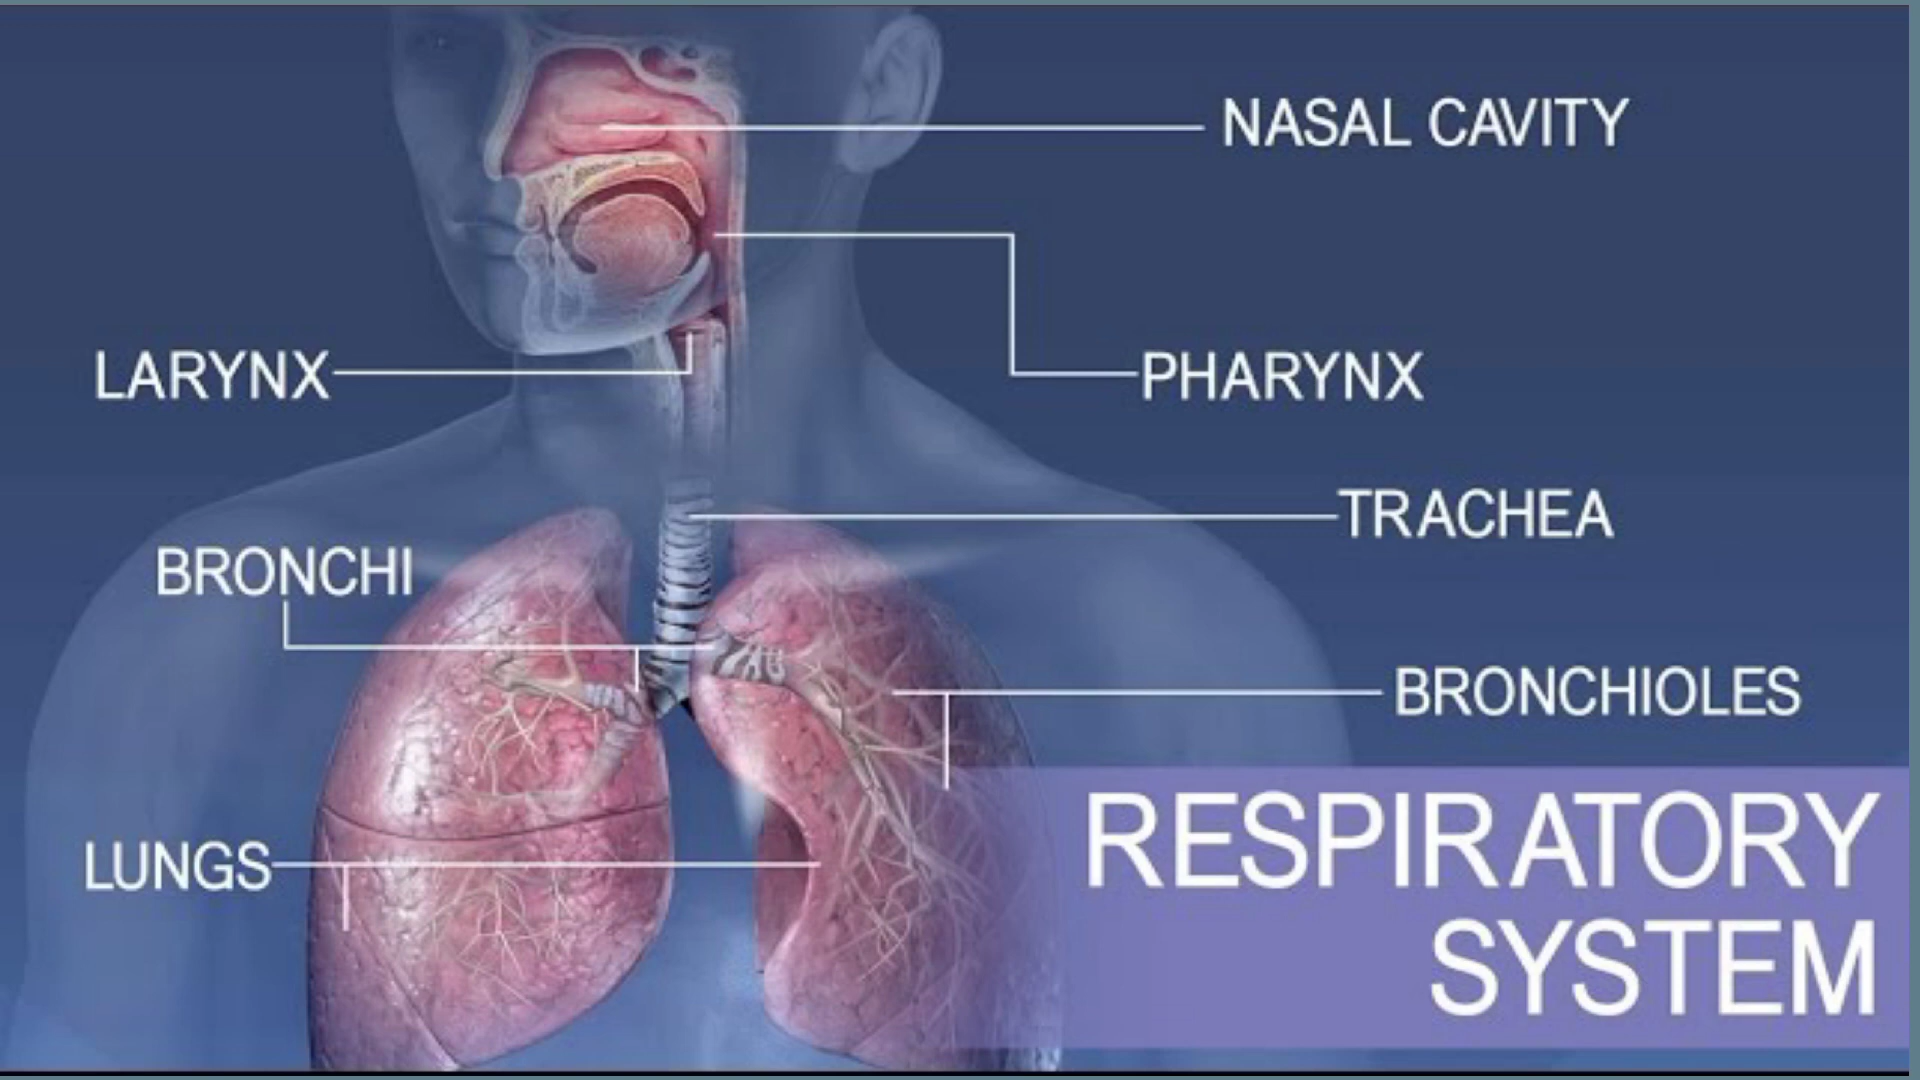 NASAL CAVITY
LARYNX
PHARYNX
TRACHEA
BRONCHI
BRONCHIOLES
LUNGS
RESPIRATORY
SYSTEM